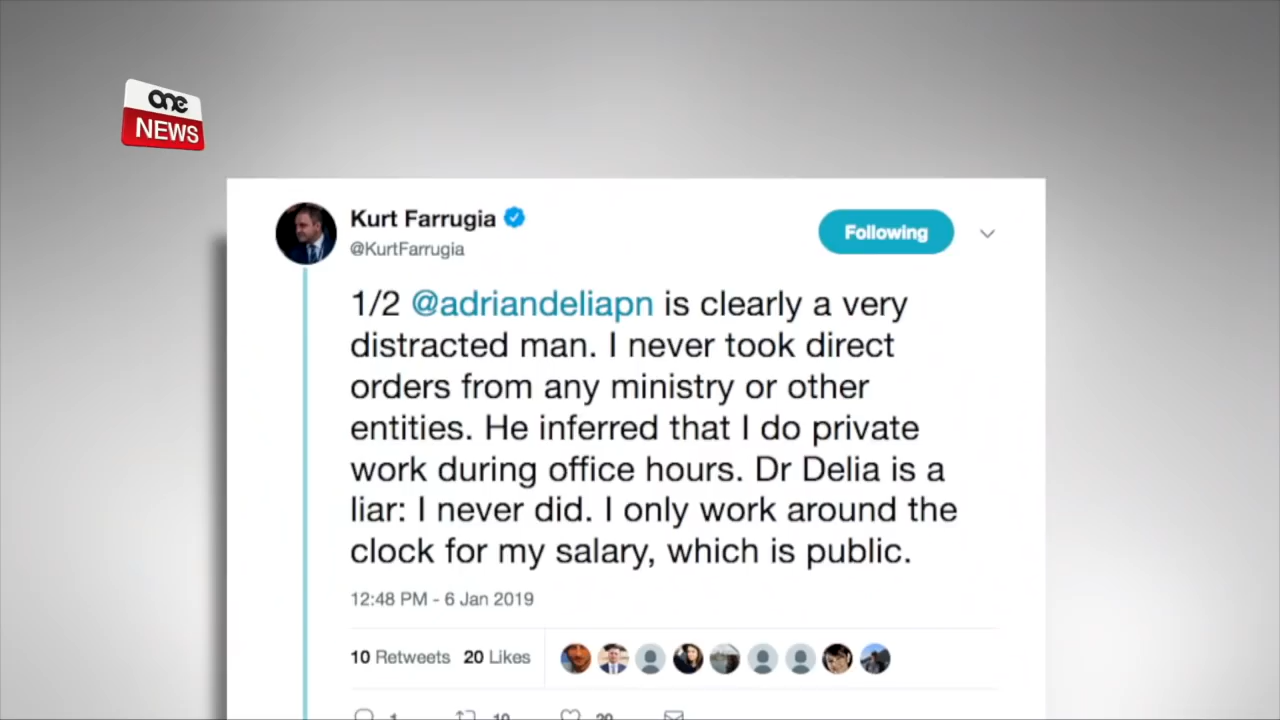 one
NEWS
Kurt Farrugia
@KurtFarrugia
Following
1/2 @adriandeliapn is clearly a very
distracted man. I never took direct
orders from any ministry or other
entities. He inferred that I do private
work during office hours. Dr Delia is a
liar: I never did. I only work around the
clock for my salary, which is public.
12:48 PM - 6 Jan 2019
10 Retweets 20 Likes
1 10 20